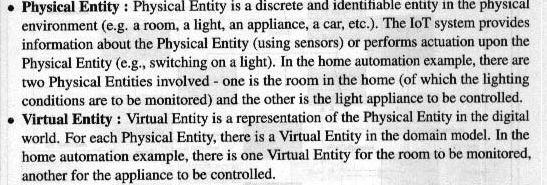 • Physical Entity : Physical Entity is a discrete and identifiable entity in the physical
environment (e.g. a room, a light, an appliance, a car, etc.). The IoT system provides
information about the Physical Entity (using sensors) or performs actuation upon the
Physical Entity (e.g., switching on a light). In the home automation example, there are
two Physical Entities involved - one is the room in the home (of which the lighting
conditions are to be monitored) and the other is the light appliance to be controlled.
• Virtual Entity : Virtual Entity is a representation of the Physical Entity in the digital
world. For each Physical Entity, there is a Virtual Entity in the domain model. In the
home automation example, there is one Virtual Entity for the room to be monitored,
another for the appliance to be controlled.